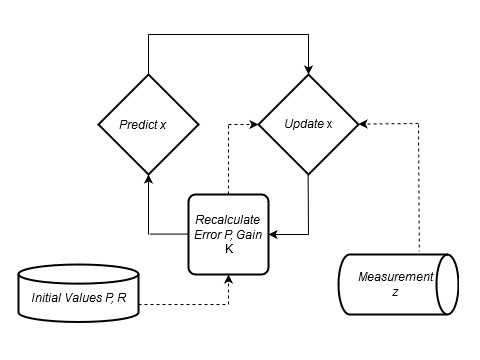 Predict x
Update x
Recalculate
Error P, Gain
K
Initial Values P, R
Measurement
z